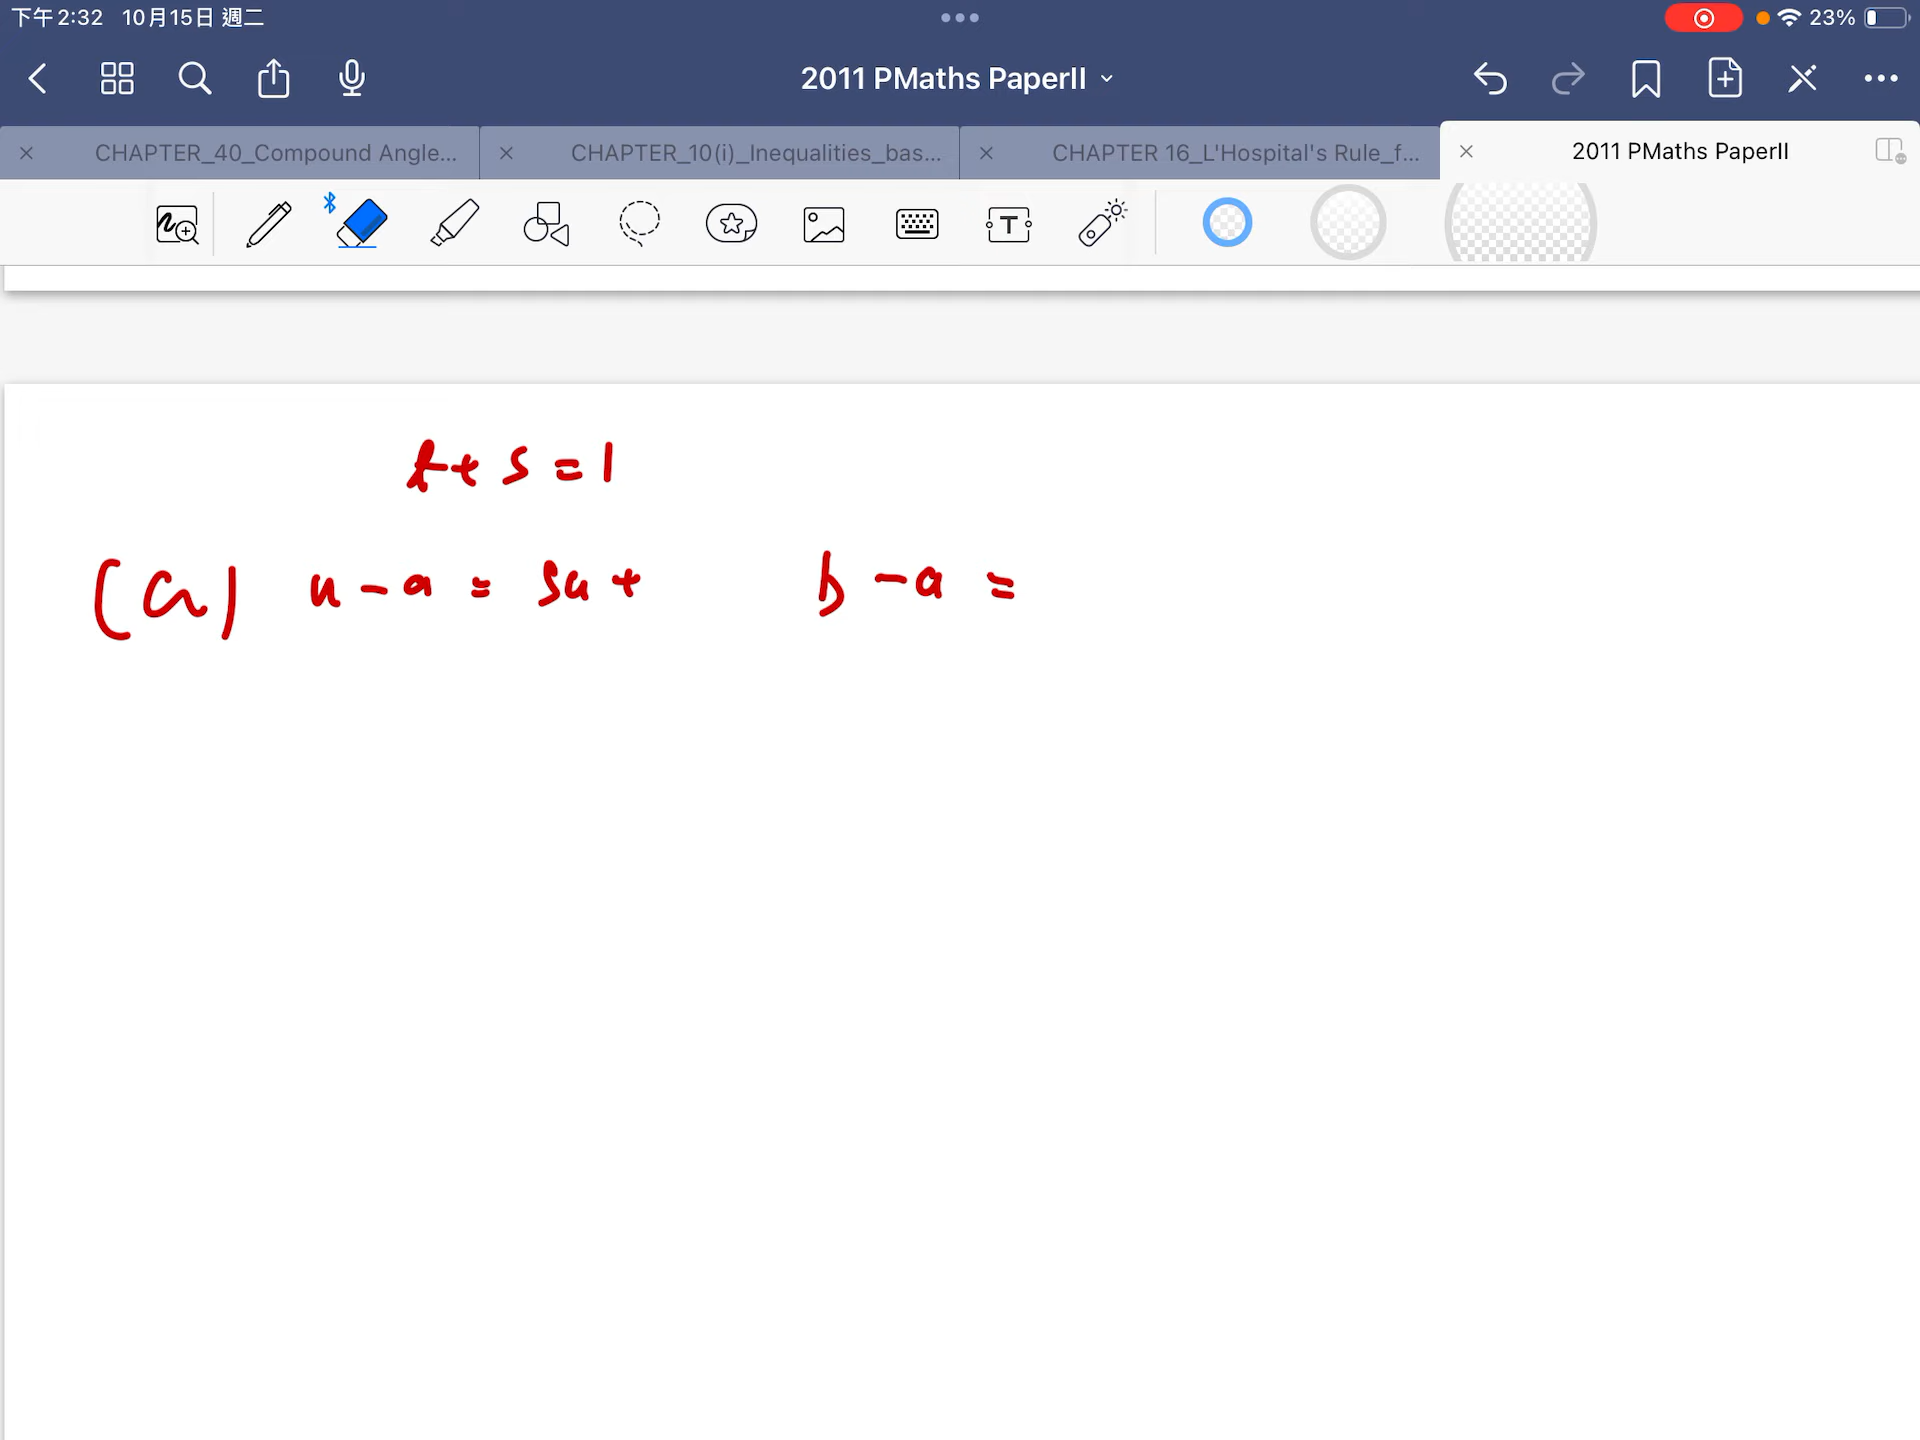 下午2:32 10月15日 週二 23%
2011 PMaths PaperII
CHAPTER_40_Compound Angle... CHAPTER_10(i)_Inequalities_bas... CHAPTER 16_L'Hospital's Rule_f... 2011 PMaths PaperII
T
t + s = 1
(a) u - a = su + b - a =